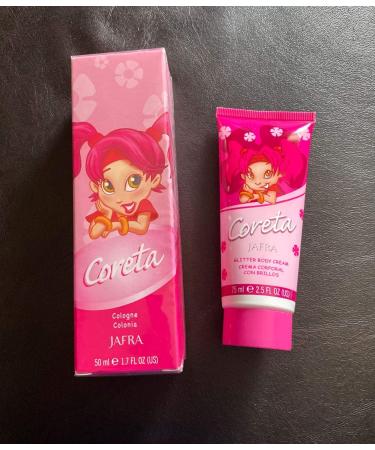 Coreta
Cologne
Colonia
JAFRA
50 ml e 1.7 FL OZ (US)
Coreta
JAFRA
GLITTER BODY CREAM
CREMA CORPORAL
CON BRILLOS
75 ml e 2.5 FL OZ (US)